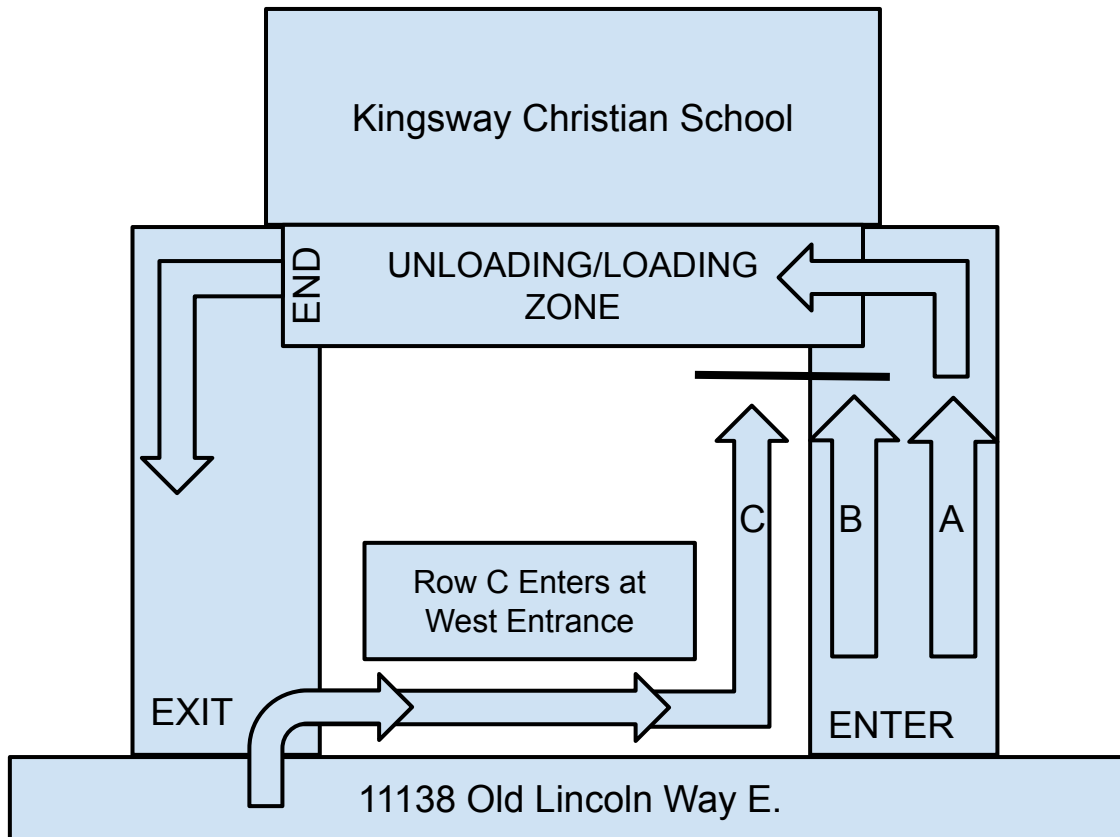 Kingsway Christian School
END
UNLOADING/LOADING
ZONE
C
B
A
Row C Enters at
West Entrance
EXIT
ENTER
11138 Old Lincoln Way E.